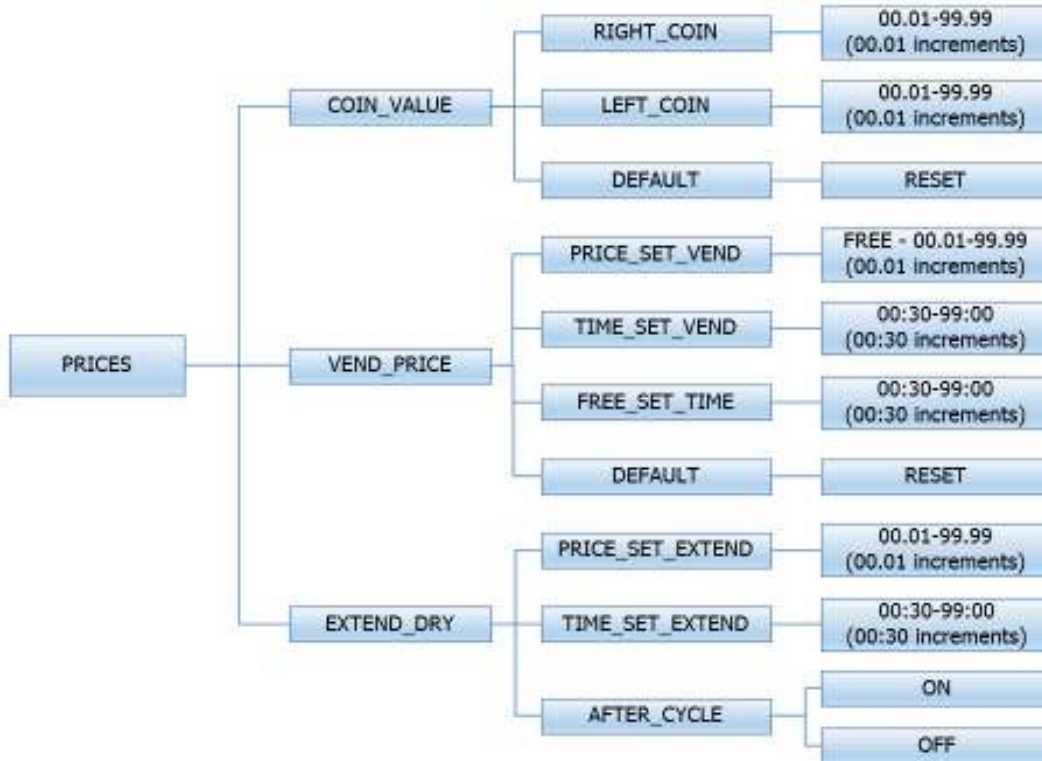 PRICES
COIN_VALUE
RIGHT_COIN
00.01-99.99
(00.01 increments)
LEFT_COIN
00.01-99.99
(00.01 increments)
DEFAULT
RESET
VEND_PRICE
PRICE_SET_VEND
FREE - 00.01-99.99
(00.01 increments)
TIME_SET_VEND
00:30-99:00
(00:30 increments)
FREE_SET_TIME
00:30-99:00
(00:30 increments)
DEFAULT
RESET
EXTEND_DRY
PRICE_SET_EXTEND
00.01-99.99
(00.01 increments)
TIME_SET_EXTEND
00:30-99:00
(00:30 increments)
AFTER_CYCLE
ON
OFF